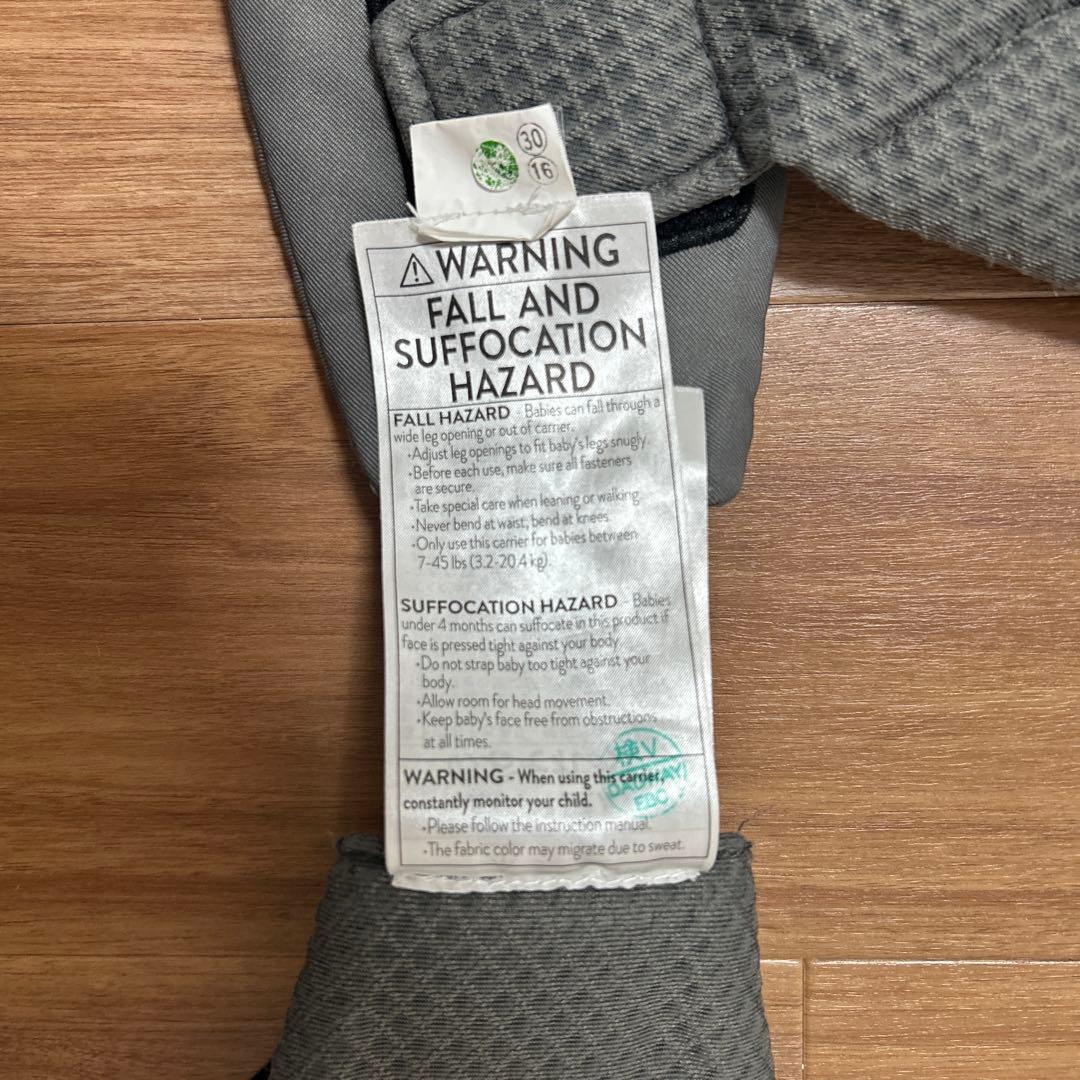 30
16
WARNING
FALL AND
SUFFOCATION
HAZARD
FALL HAZARD - Babies can fall through a
wide leg opening or out of carrier.
•Adjust leg openings to fit baby's legs snugly.
•Before each use, make sure all fasteners
are secure.
•Take special care when leaning or walking.
•Never bend at waist; bend at knees.
•Only use this carrier for babies between
7-45 lbs (3.2-20.4 kg).
SUFFOCATION HAZARD - Babies
under 4 months can suffocate in this product if
face is pressed tight against your body.
•Do not strap baby too tight against your
body.
•Allow room for head movement.
•Keep baby's face free from obstructions
at all times.
検V
DADWAY
EBC
WARNING - When using this carrier,
constantly monitor your child.
•Please follow the instruction manual.
•The fabric color may migrate due to sweat.